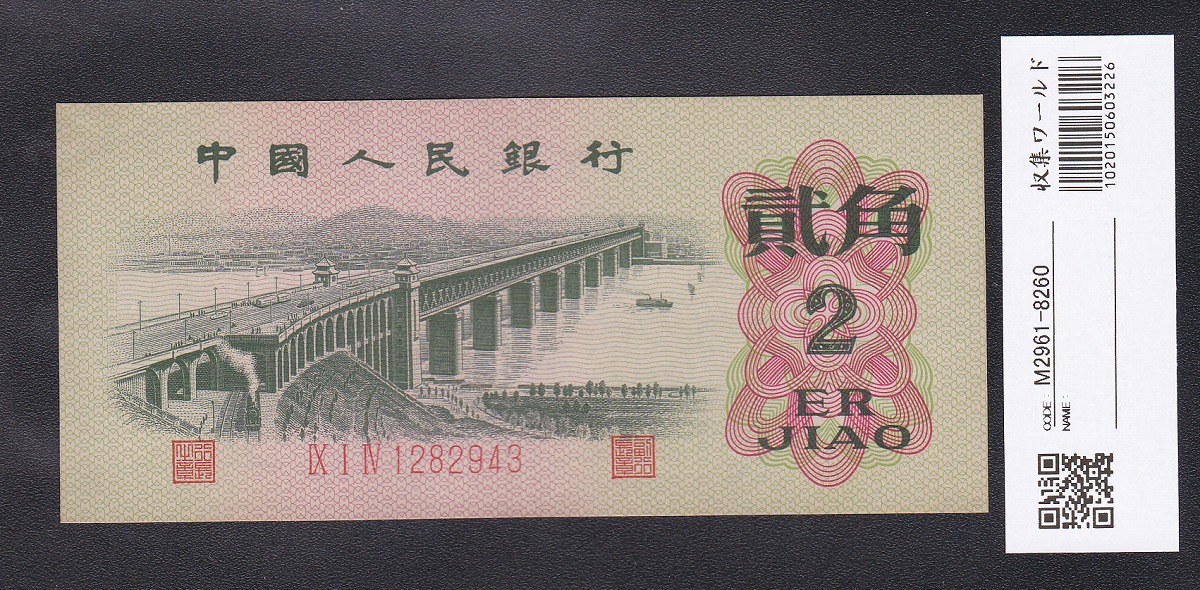 中國人民銀行
貳角
2
ER
JIAO
IX I IV 1282943
収集ワールド
1020150603226
CODE: M2961-8260
NAME: